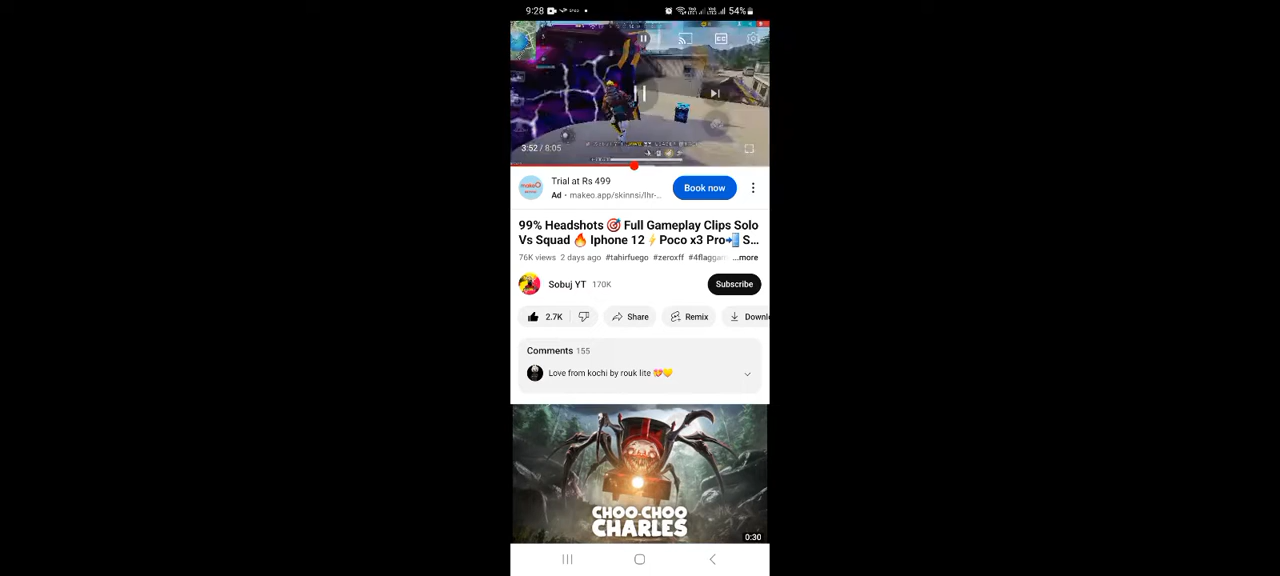 9:28
54%
CC
3:52 / 8:05
Trial at Rs 499
Ad • makeo.app/skinnsi/lhr-...
Book now
99% Headshots 🎯 Full Gameplay Clips Solo
Vs Squad 🔥 Iphone 12 ⚡Poco x3 Pro📲 S...
76K views 2 days ago #tahirfuego #zeroxff #4flaggam ...more
Sobuj YT 170K
Subscribe
2.7K
Share
Remix
Downlo
Comments 155
Love from kochi by rouk lite 💖💛
CHOO-CHOO
CHARLES
0:30